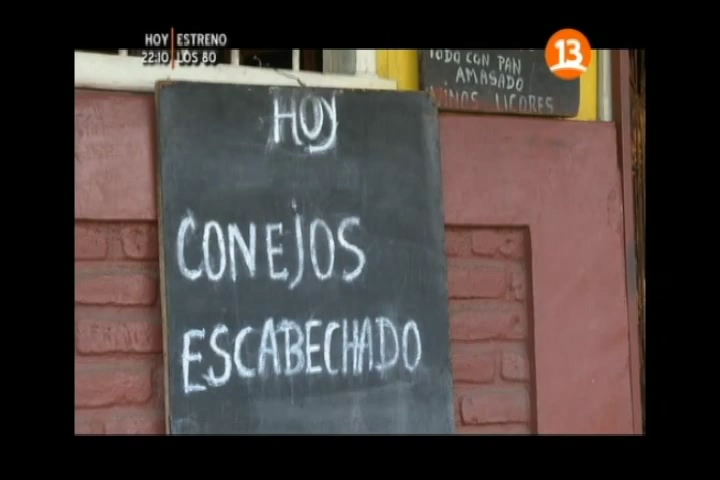 HOY ESTRENO
22:10 LOS 80
13
TODO CON PAN
AMASADO
VINOS LICORES
HOY
CONEJOS
ESCABECHADO